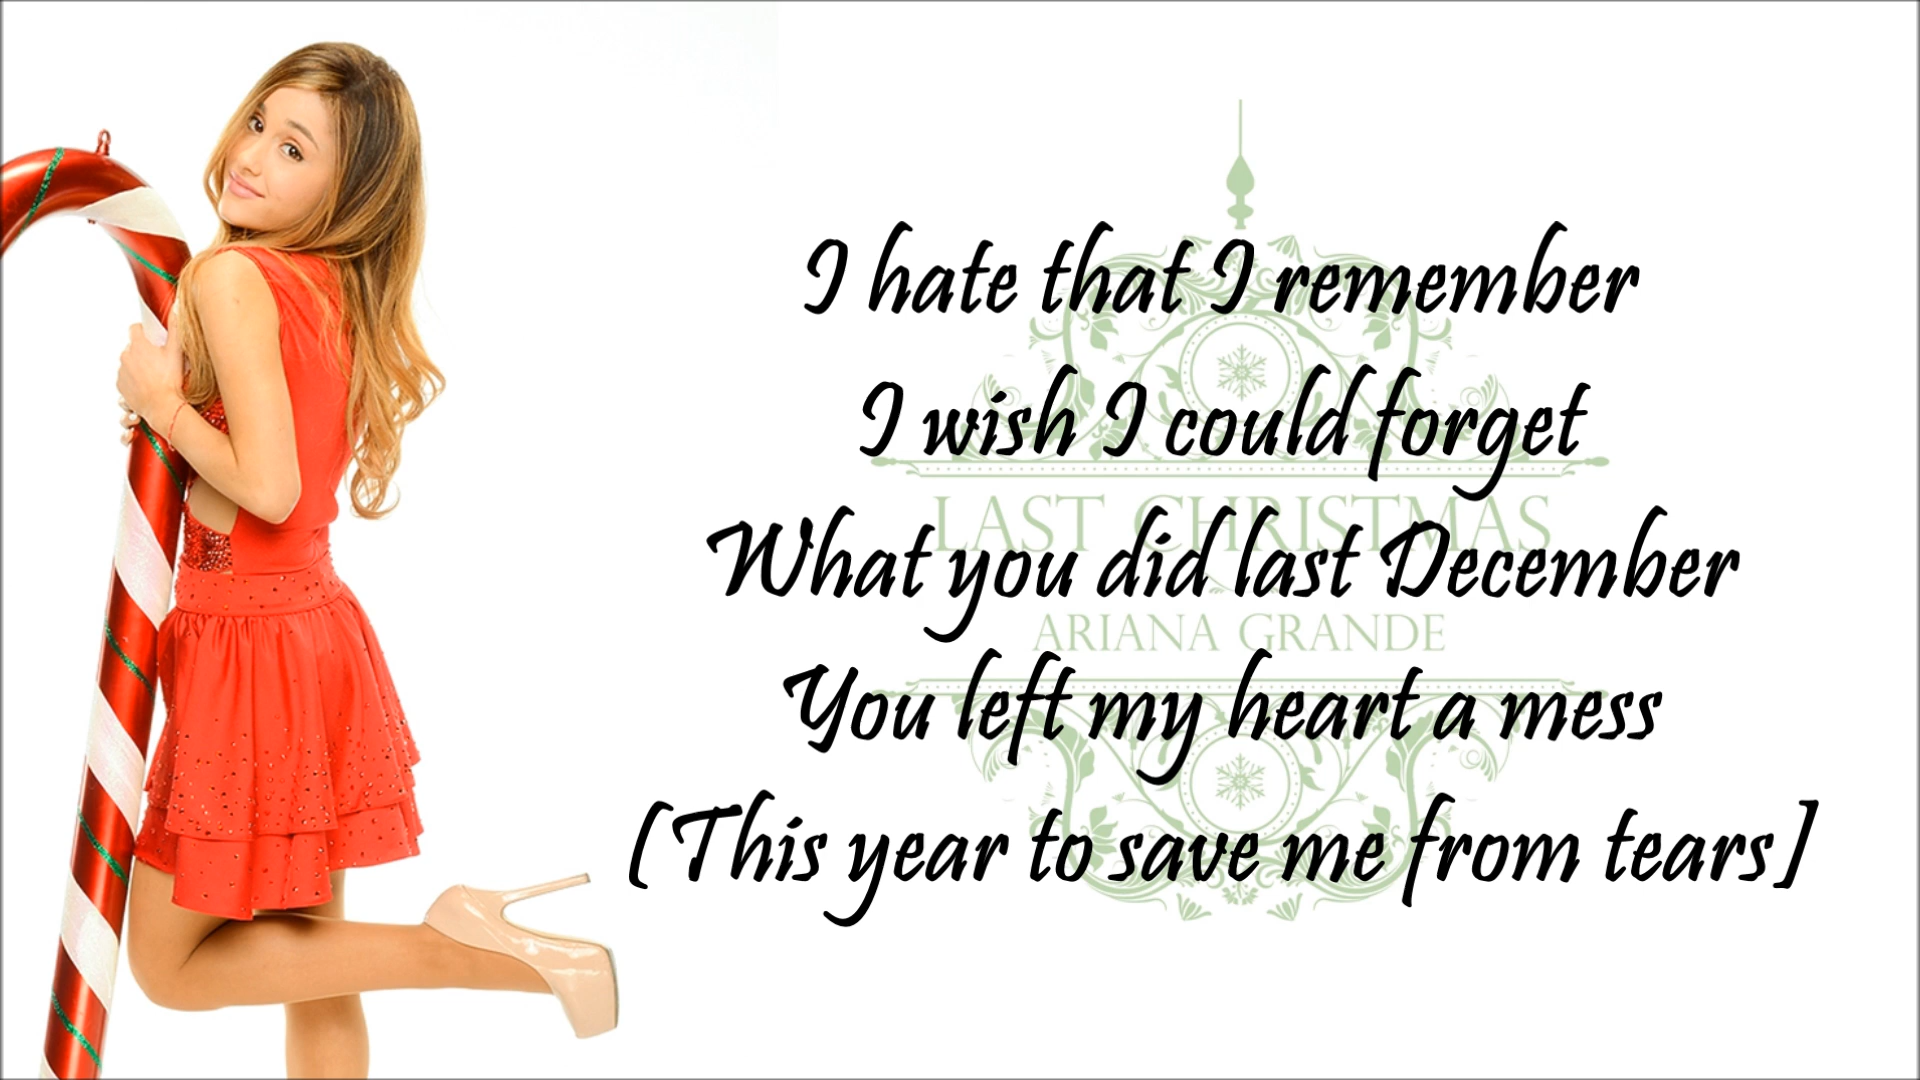 I hate that I remember
I wish I could forget
LAST CHRISTMAS
What you did last December
ARIANA GRANDE
You left my heart a mess
(This year to save me from tears]